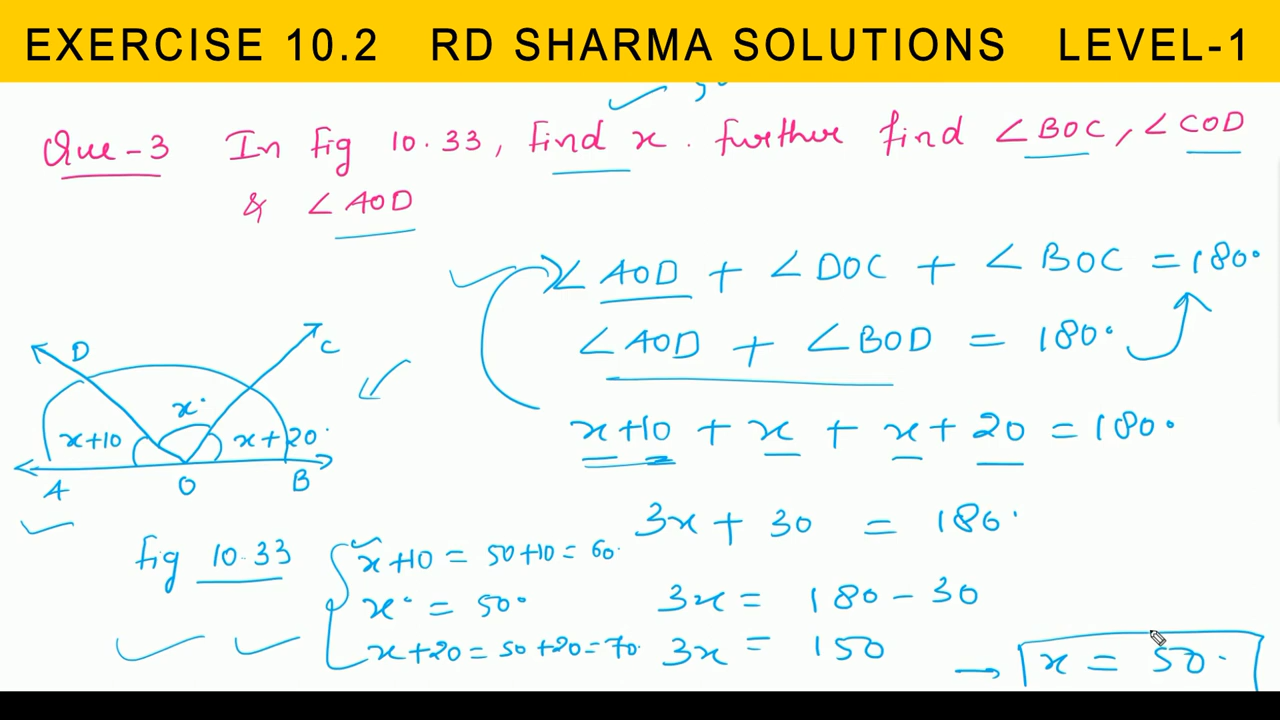 EXERCISE 10.2 RD SHARMA SOLUTIONS LEVEL-1
Que-3 In Fig 10.33, find x. Further find ∠BOC, ∠COD
& ∠AOD
∠AOD + ∠DOC + ∠BOC = 180°
∠AOD + ∠BOD = 180°
x+10 + x + x+20 = 180°
3x + 30 = 180°
3x = 180 - 30
3x = 150
→ x = 50°
D
C
x°
x+10
x+20°
A
O
B
Fig 10.33
x+10 = 50+10 = 60°
x° = 50°
x+20 = 50+20 = 70°